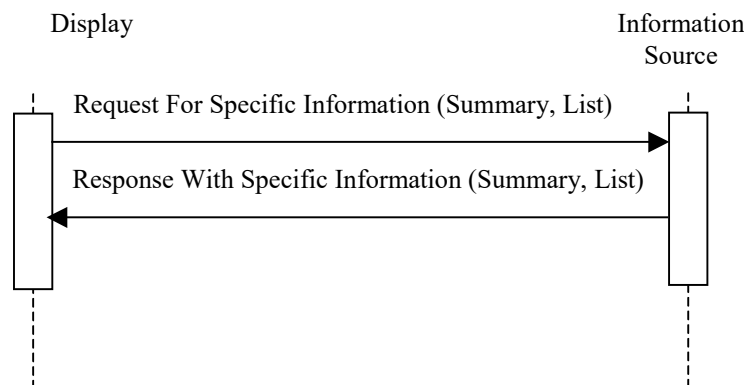 Display
Information
Source
Request For Specific Information (Summary, List)
Response With Specific Information (Summary, List)